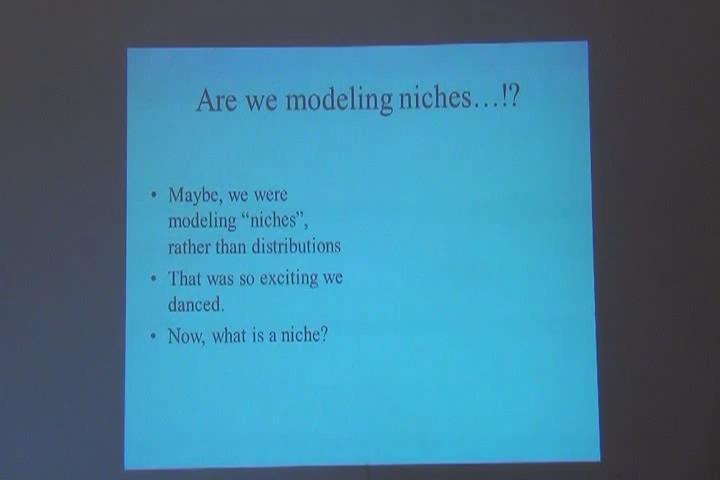 Are we modeling niches…!?
• Maybe, we were
modeling “niches”,
rather than distributions
• That was so exciting we
danced.
• Now, what is a niche?